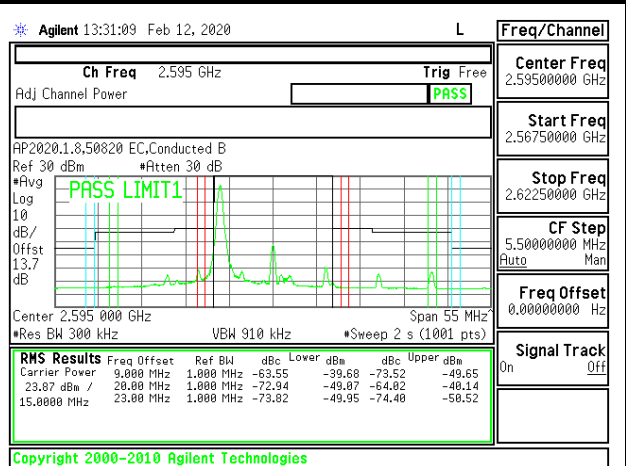 Agilent 13:31:09 Feb 12, 2020 L
Freq/Channel
Ch Freq 2.595 GHz Trig Free
Adj Channel Power PASS
AP2020.1.8,50820 EC,Conducted B
Ref 30 dBm #Atten 30 dB
#Avg
Log
10
dB/
Offst
13.7
dB
PASS LIMIT1
Center 2.595 000 GHz Span 55 MHz^
#Res BW 300 kHz VBW 910 kHz #Sweep 2 s (1001 pts)
RMS Results Freq Offset Ref BW dBc Lower dBm dBc Upper dBm
Carrier Power 9.000 MHz 1.000 MHz -63.55 -39.68 -73.52 -49.65
23.87 dBm / 20.00 MHz 1.000 MHz -72.94 -49.07 -64.02 -40.14
15.0000 MHz 23.00 MHz 1.000 MHz -73.82 -49.95 -74.40 -50.52
Center Freq
2.59500000 GHz
Start Freq
2.56750000 GHz
Stop Freq
2.62250000 GHz
CF Step
5.50000000 MHz
Auto Man
Freq Offset
0.00000000 Hz
Signal Track
On Off
Copyright 2000-2010 Agilent Technologies